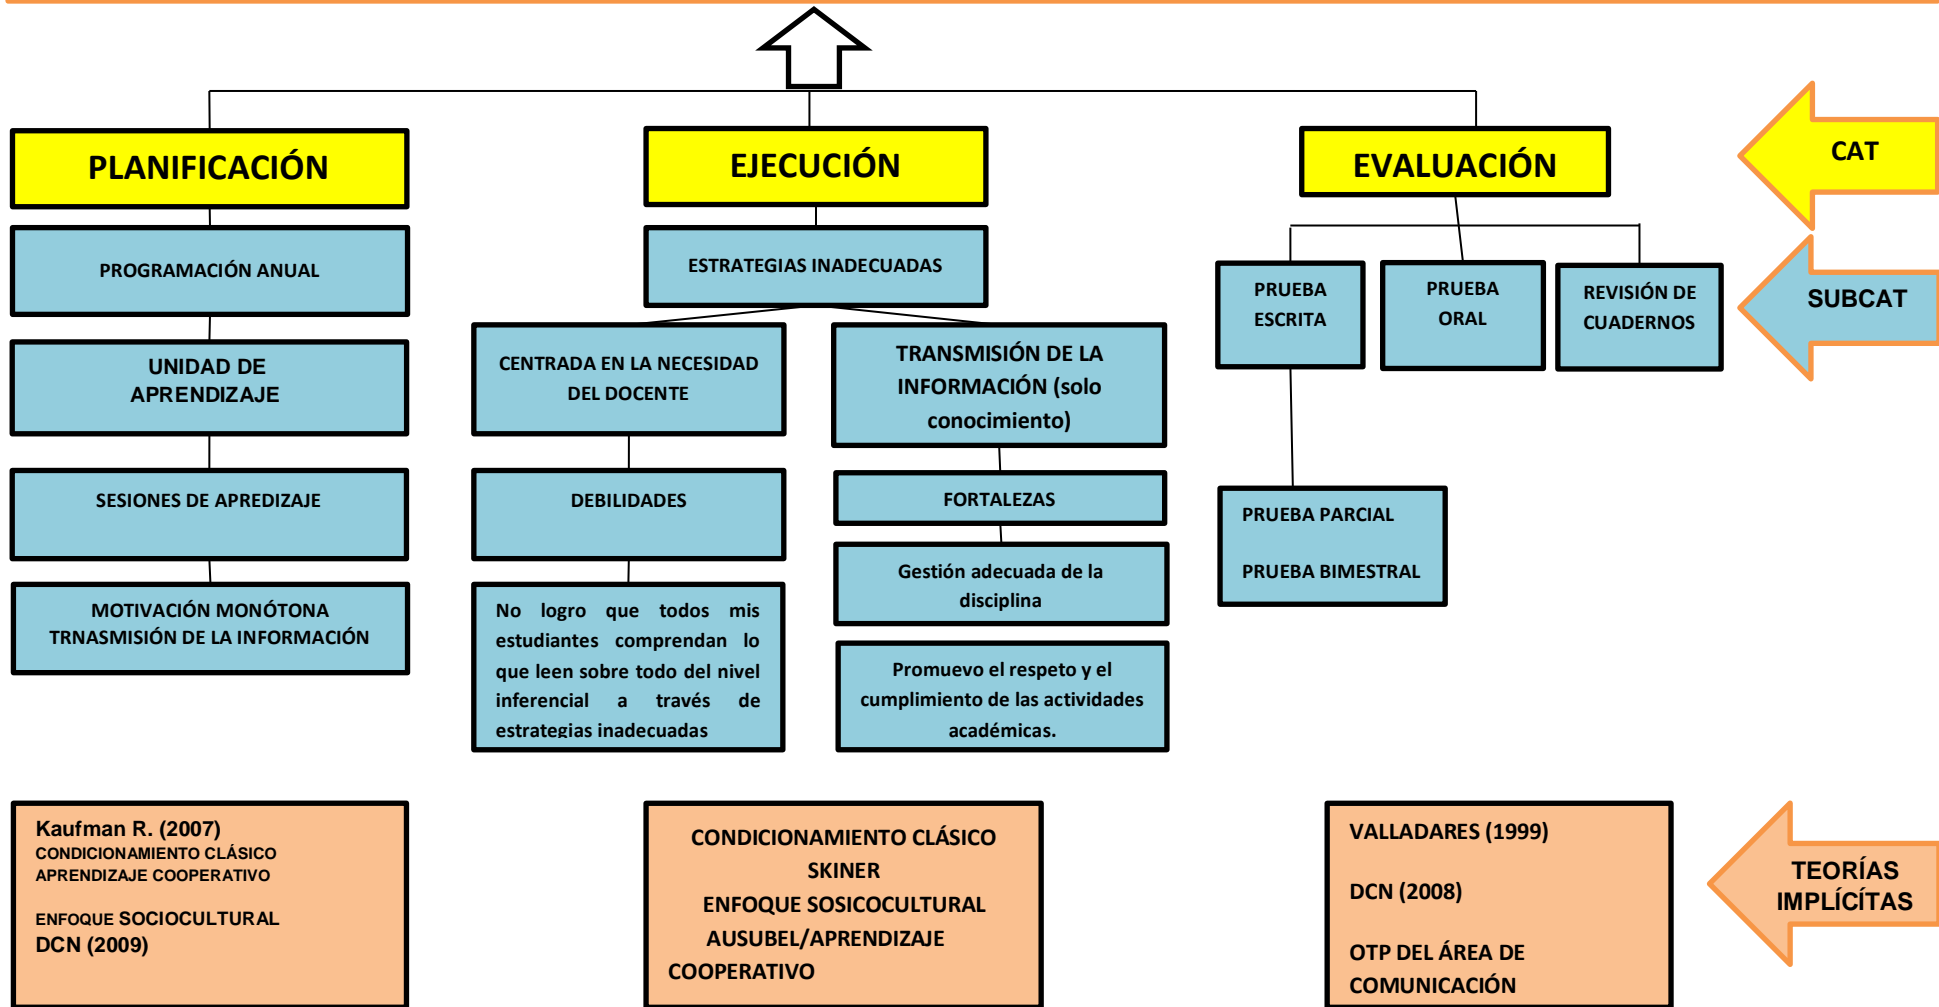 PLANIFICACIÓN
EJECUCIÓN
EVALUACIÓN
CAT
PROGRAMACIÓN ANUAL
ESTRATEGIAS INADECUADAS
PRUEBA
ESCRITA
PRUEBA
ORAL
REVISIÓN DE
CUADERNOS
SUBCAT
UNIDAD DE
APRENDIZAJE
CENTRADA EN LA NECESIDAD
DEL DOCENTE
TRANSMISIÓN DE LA
INFORMACIÓN (solo
conocimiento)
SESIONES DE APREDIZAJE
DEBILIDADES
FORTALEZAS
PRUEBA PARCIAL
PRUEBA BIMESTRAL
MOTIVACIÓN MONÓTONA
TRNASMISIÓN DE LA INFORMACIÓN
No logro que todos mis
estudiantes comprendan lo
que leen sobre todo del nivel
inferencial a través de
estrategias inadecuadas
Gestión adecuada de la
disciplina
Promuevo el respeto y el
cumplimiento de las actividades
académicas.
Kaufman R. (2007)
CONDICIONAMIENTO CLÁSICO
APRENDIZAJE COOPERATIVO
ENFOQUE SOCIOCULTURAL
DCN (2009)
CONDICIONAMIENTO CLÁSICO
SKINER
ENFOQUE SOSICOCULTURAL
AUSUBEL/APRENDIZAJE
COOPERATIVO
VALLADARES (1999)
DCN (2008)
OTP DEL ÁREA DE
COMUNICACIÓN
TEORÍAS
IMPLÍCÍTAS